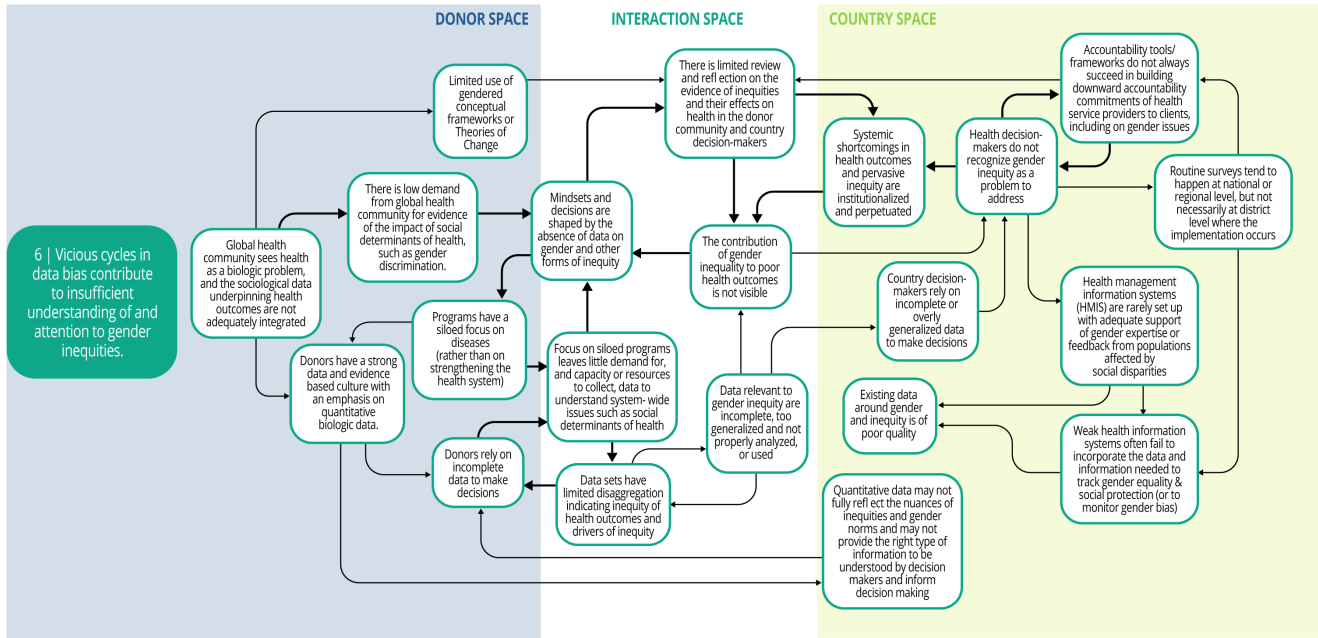 DONOR SPACE
INTERACTION SPACE
COUNTRY SPACE
6 | Vicious cycles in
data bias contribute
to insufficient
understanding of and
attention to gender
inequities.
Global health
community sees health
as a biologic problem,
and the sociological data
underpinning health
outcomes are not
adequately integrated
Limited use of
gendered
conceptual
frameworks or
Theories of
Change
There is low demand
from global health
community for evidence
of the impact of social
determinants of health,
such as gender
discrimination.
Programs have a
siloed focus on
diseases
(rather than on
strengthening the
health system)
Donors have a strong
data and evidence
based culture with
an emphasis on
quantitative
biologic data.
Donors rely on
incomplete
data to make
decisions
Mindsets and
decisions are
shaped by the
absence of data on
gender and other
forms of inequity
Focus on siloed programs
leaves little demand for,
and capacity or resources
to collect, data to
understand system- wide
issues such as social
determinants of health
Data sets have
limited disaggregation
indicating inequity of
health outcomes and
drivers of inequity
There is limited review
and refl ection on the
evidence of inequities
and their effects on
health in the donor
community and country
decision-makers
The contribution
of gender
inequality to poor
health outcomes
is not visible
Data relevant to
gender inequity are
incomplete, too
generalized and not
properly analyzed,
or used
Systemic
shortcomings in
health outcomes
and pervasive
inequity are
institutionalized
and perpetuated
Health decision-
makers do not
recognize gender
inequity as a
problem to
address
Accountability tools/
frameworks do not always
succeed in building
downward accountability
commitments of health
service providers to clients,
including on gender issues
Routine surveys tend to
happen at national or
regional level, but not
necessarily at district
level where the
implementation occurs
Country decision-
makers rely on
incomplete or
overly
generalized data
to make decisions
Health management
information systems
(HMIS) are rarely set up
with adequate support
of gender expertise or
feedback from populations
affected by
social disparities
Existing data
around gender
and inequity is of
poor quality
Weak health information
systems often fail to
incorporate the data and
information needed to
track gender equality &
social protection (or to
monitor gender bias)
Quantitative data may not
fully refl ect the nuances of
inequities and gender
norms and may not
provide the right type of
information to be
understood by decision
makers and inform
decision making